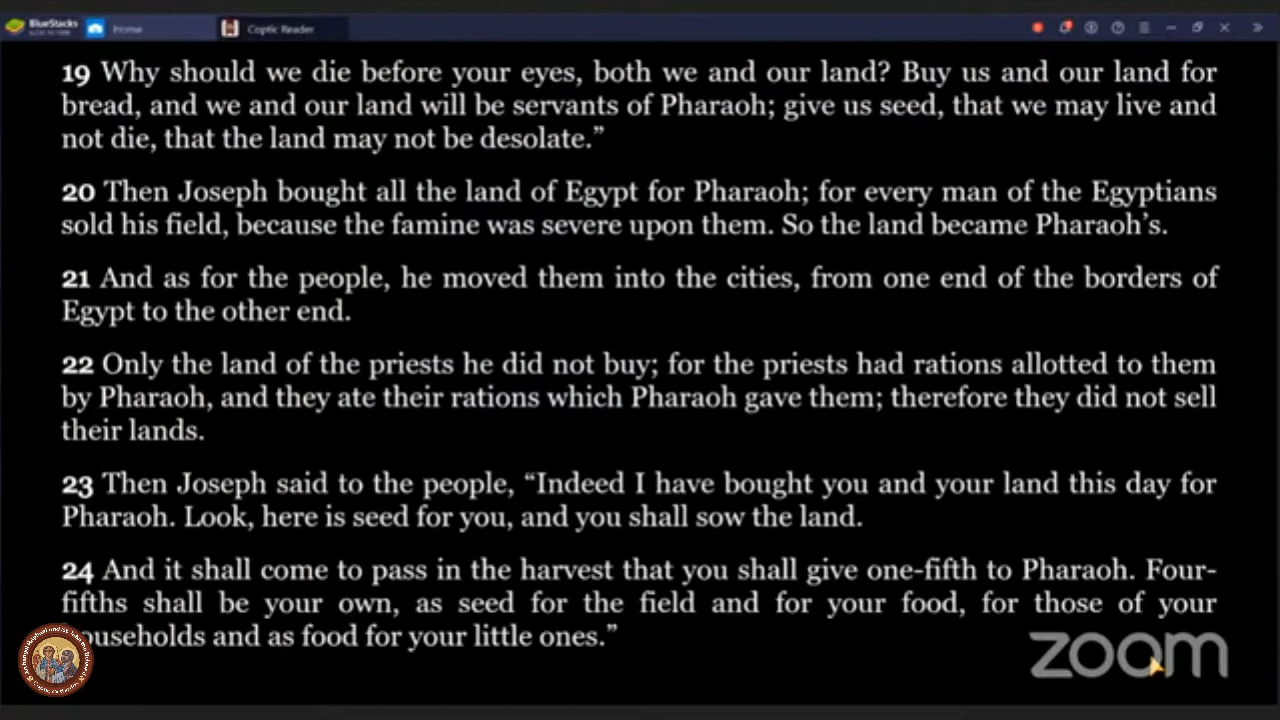 BlueStacks
Home
Coptic Reader
19 Why should we die before your eyes, both we and our land? Buy us and our land for
bread, and we and our land will be servants of Pharaoh; give us seed, that we may live and
not die, that the land may not be desolate.”
20 Then Joseph bought all the land of Egypt for Pharaoh; for every man of the Egyptians
sold his field, because the famine was severe upon them. So the land became Pharaoh’s.
21 And as for the people, he moved them into the cities, from one end of the borders of
Egypt to the other end.
22 Only the land of the priests he did not buy; for the priests had rations allotted to them
by Pharaoh, and they ate their rations which Pharaoh gave them; therefore they did not sell
their lands.
23 Then Joseph said to the people, “Indeed I have bought you and your land this day for
Pharaoh. Look, here is seed for you, and you shall sow the land.
24 And it shall come to pass in the harvest that you shall give one-fifth to Pharaoh. Four-
fifths shall be your own, as seed for the field and for your food, for those of your
ouseholds and as food for your little ones.”
zoom